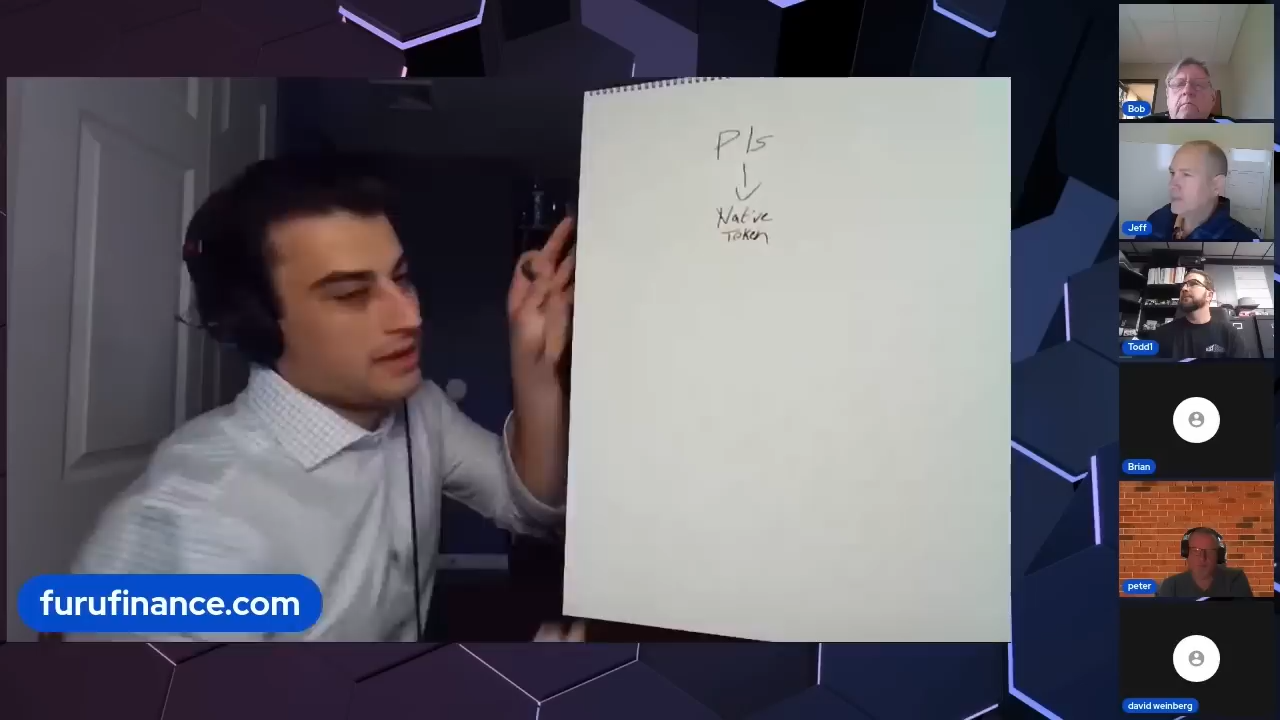 Pls
Native
Token
furufinance.com
Bob
Jeff
Todd1
Brian
peter
david weinberg